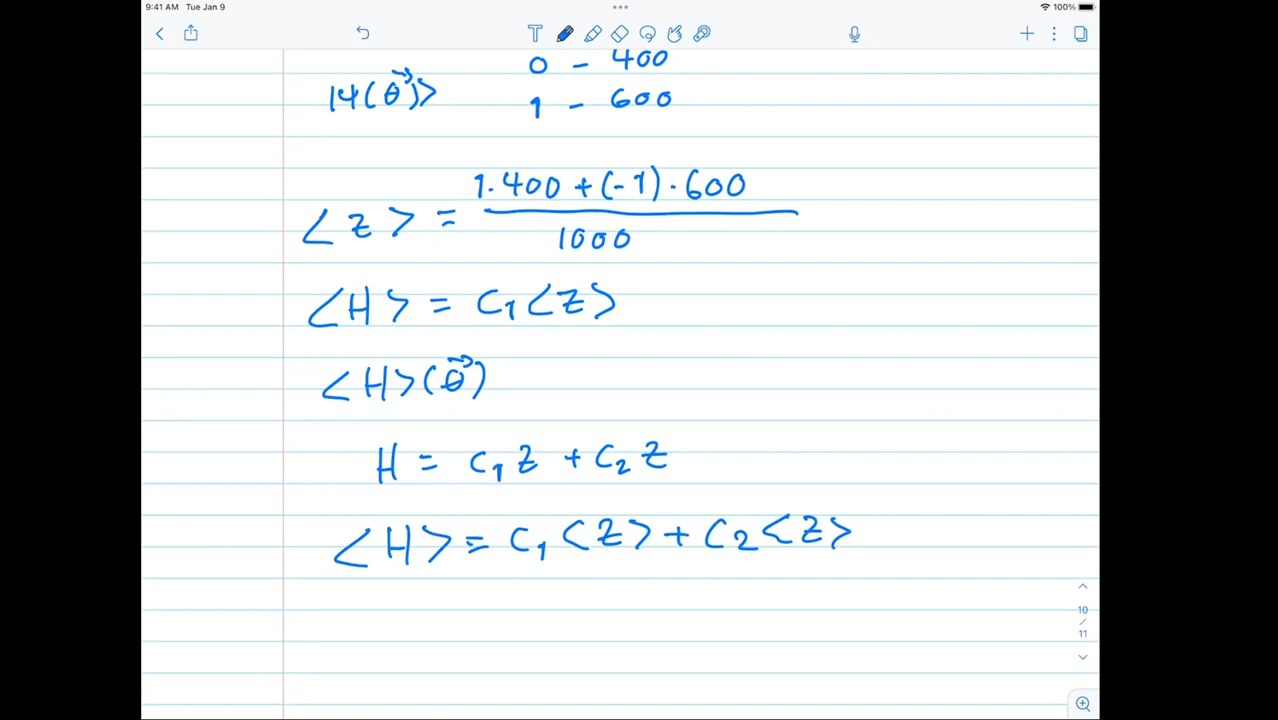 9:41 AM Tue Jan 9
100%
T
0 - 400
|ψ(θ⃗)>
1 - 600
<Z> = 1·400 + (-1)·600
1000
<H> = C₁<Z>
<H>(θ⃗)
H = C₁Z + C₂Z
<H> = C₁<Z> + C₂<Z>
10
/
11